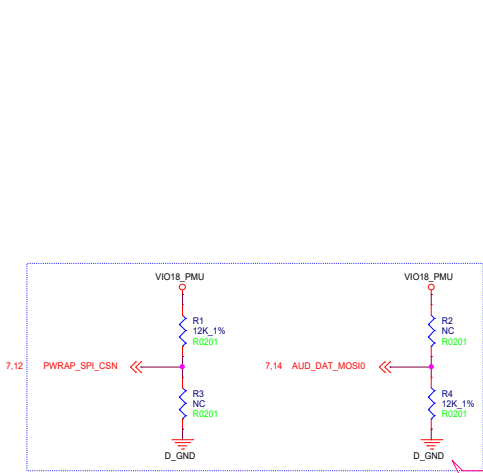 VIO18_PMU
VIO18_PMU
R1
12K_1%
R0201
R2
NC
R0201
7,12 PWRAP_SPI_CSN
7,14 AUD_DAT_MOSI0
R3
NC
R0201
R4
12K_1%
R0201
D_GND
D_GND